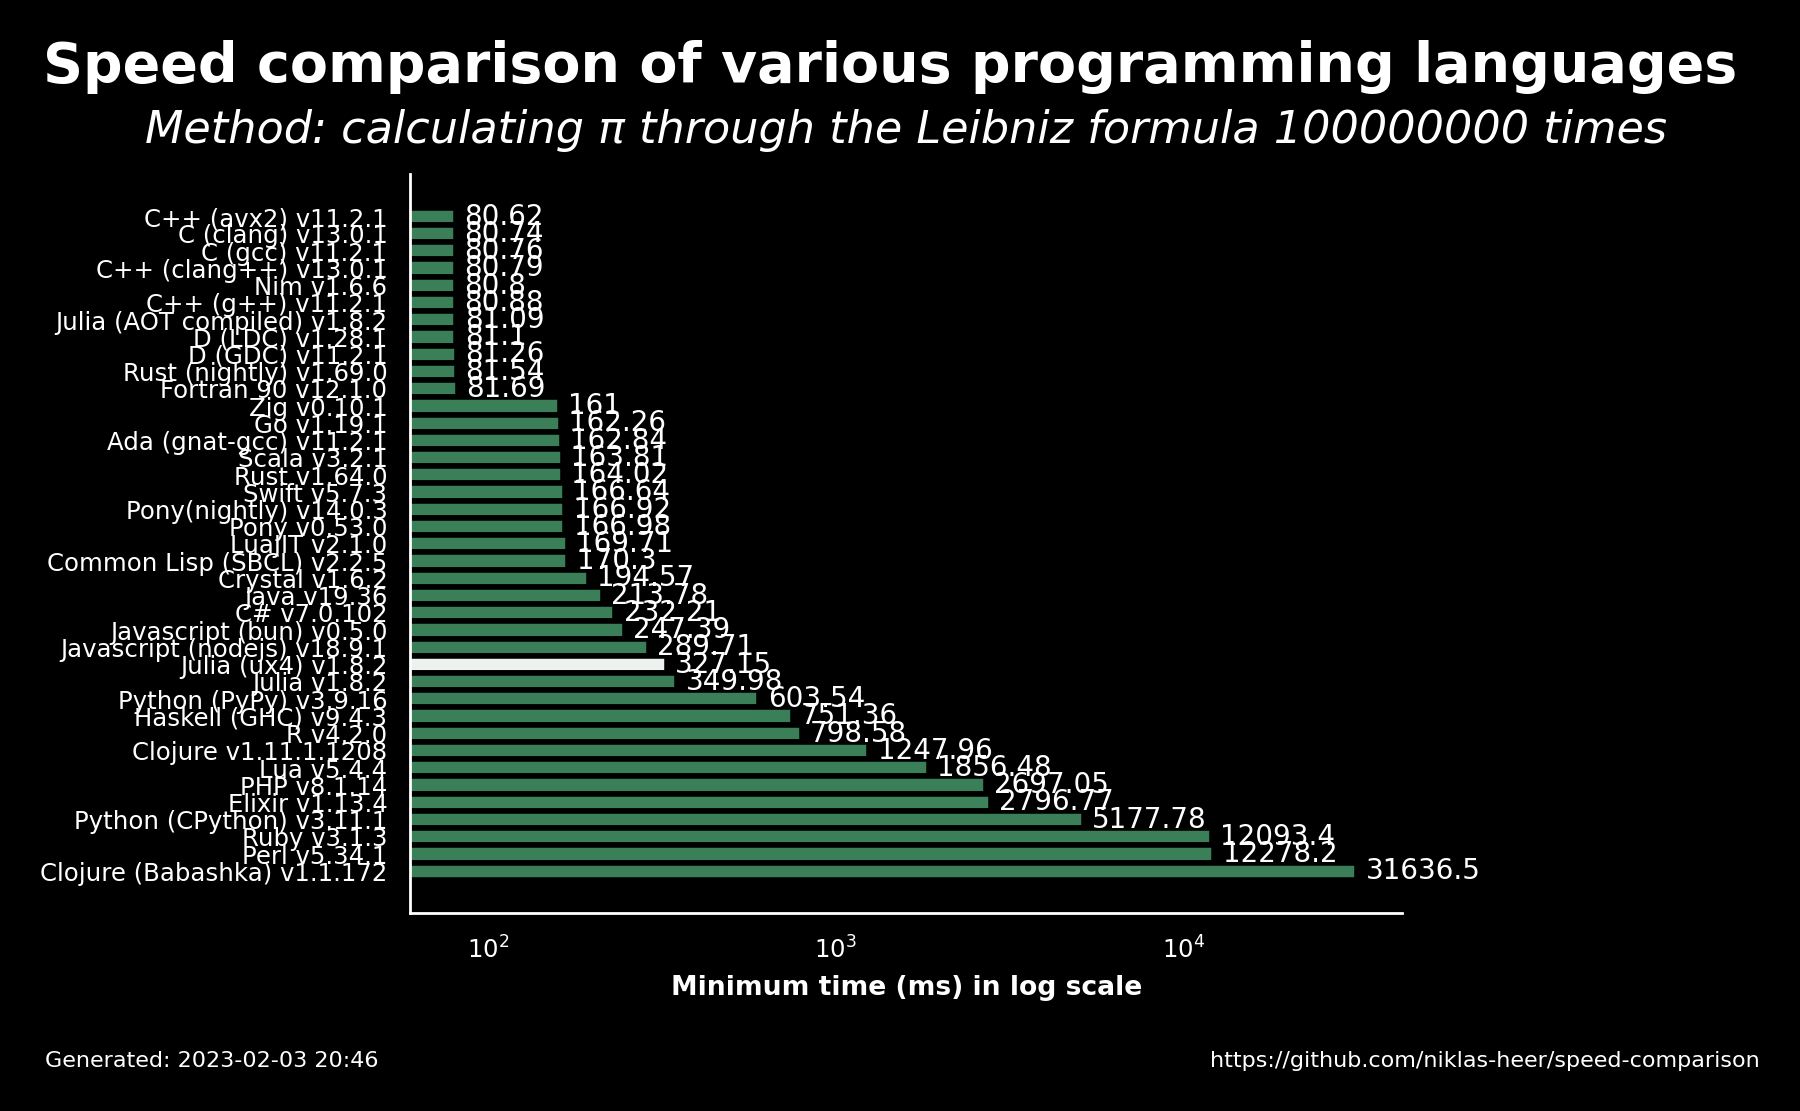 Speed comparison of various programming languages
Method: calculating π through the Leibniz formula 100000000 times
C++ (avx2) v11.2.1 80.62
C (clang) v13.0.1 80.74
C (gcc) v11.2.1 80.76
C++ (clang++) v13.0.1 80.79
Nim v1.6.6 80.8
C++ (g++) v11.2.1 80.88
Julia (AOT compiled) v1.8.2 81.09
D (LDC) v1.28.1 81.1
D (GDC) v11.2.1 81.26
Rust (nightly) v1.69.0 81.54
Fortran 90 v12.1.0 81.69
Zig v0.10.1 161
Go v1.19.1 162.26
Ada (gnat-gcc) v11.2.1 162.84
Scala v3.2.1 163.81
Rust v1.64.0 164.02
Swift v5.7.3 166.64
Pony(nightly) v14.0.3 166.92
Pony v0.53.0 166.98
LuaJIT v2.1.0 169.71
Common Lisp (SBCL) v2.2.5 170.3
Crystal v1.6.2 194.57
Java v19.36 213.78
C# v7.0.102 232.21
Javascript (bun) v0.5.0 247.39
Javascript (nodejs) v18.9.1 289.71
Julia (ux4) v1.8.2 327.15
Julia v1.8.2 349.98
Python (PyPy) v3.9.16 603.54
Haskell (GHC) v9.4.3 751.36
R v4.2.0 798.58
Clojure v1.11.1.1208 1247.96
Lua v5.4.4 1856.48
PHP v8.1.14 2697.05
Elixir v1.13.4 2796.77
Python (CPython) v3.11.1 5177.78
Ruby v3.1.3 12093.4
Perl v5.34.1 12278.2
Clojure (Babashka) v1.1.172 31636.5
10² 10³ 10⁴
Minimum time (ms) in log scale
Generated: 2023-02-03 20:46 https://github.com/niklas-heer/speed-comparison